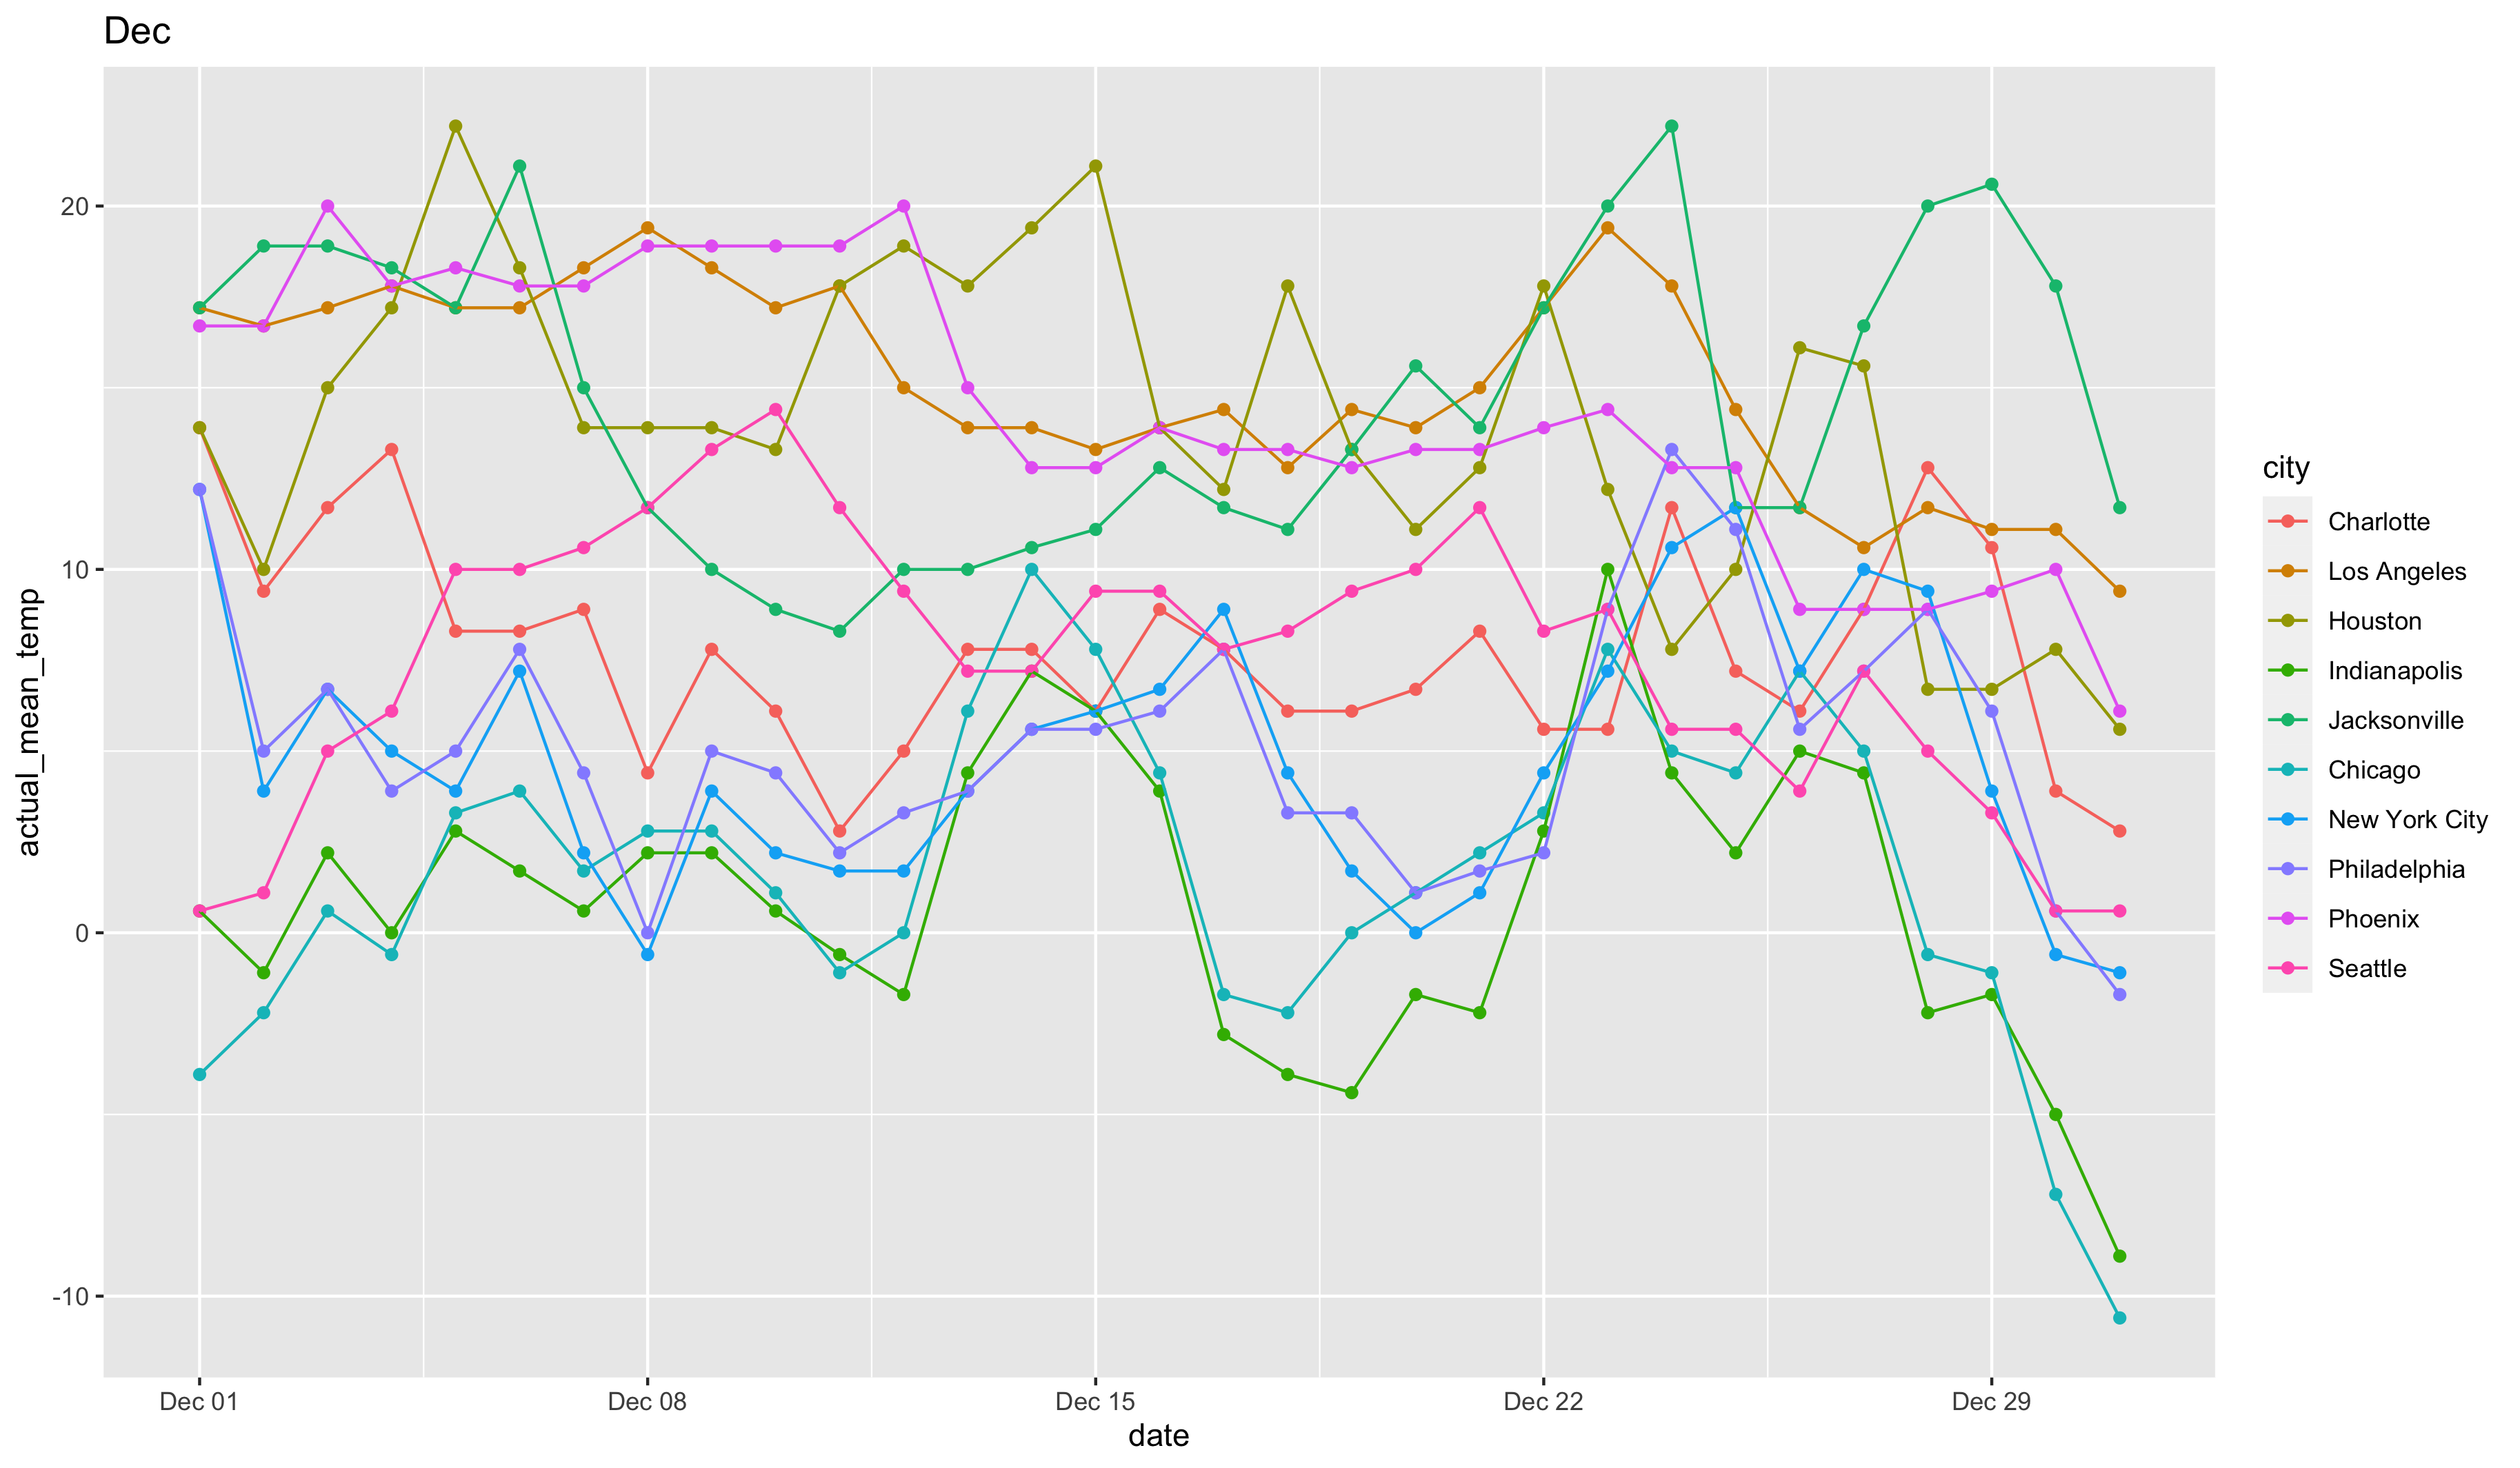 Dec
actual_mean_temp
20
10
0
-10
Dec 01
Dec 08
Dec 15
Dec 22
Dec 29
date
city
Charlotte
Los Angeles
Houston
Indianapolis
Jacksonville
Chicago
New York City
Philadelphia
Phoenix
Seattle